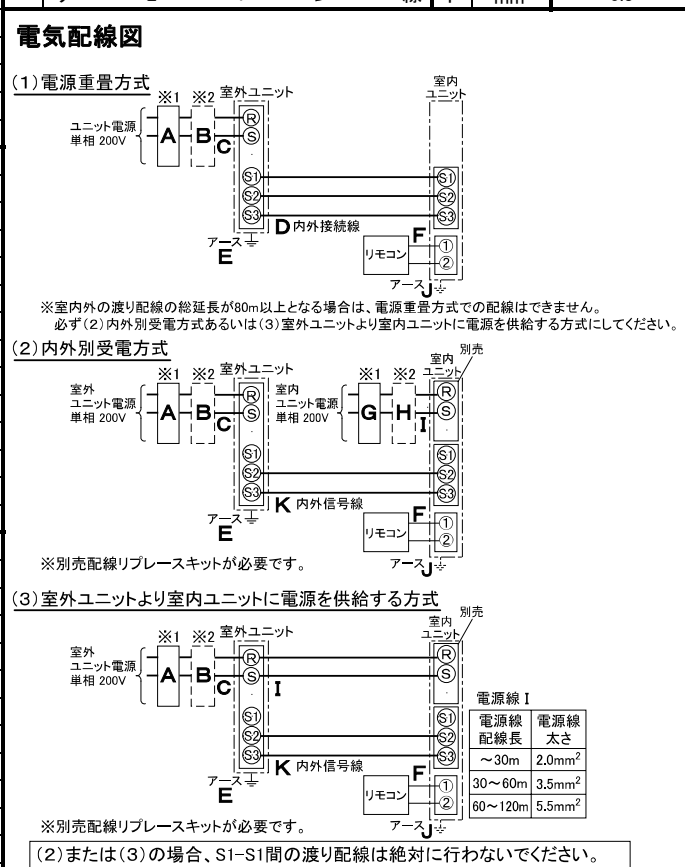 電気配線図
(1)電源重畳方式
※1 ※2 室外ユニット
室内
ユニット
ユニット電源
単相 200V
A B C
R
S
S1 S1
S2 S2
S3 S3
D 内外接続線
アース
E
F
リモコン
①
②
アース J
※室内外の渡り配線の総延長が80m以上となる場合は、電源重畳方式での配線はできません。
必ず(2)内外別受電方式あるいは(3)室外ユニットより室内ユニットに電源を供給する方式にしてください。
(2)内外別受電方式
※1 ※2 室外ユニット ※1 ※2 室内
ユニット
別売
室外
ユニット電源
単相 200V
A B C
R
S
室内
ユニット電源
単相 200V
G H I
R
S
S1 S1
S2 S2
S3 S3
K 内外信号線
アース
E
F
リモコン
①
②
アース J
※別売配線リプレースキットが必要です。
(3)室外ユニットより室内ユニットに電源を供給する方式
※1 ※2 室外ユニット
室内
ユニット
別売
室外
ユニット電源
単相 200V
A B C
R R
S S
I
S1 S1
S2 S2
S3 S3
K 内外信号線
アース
E
F
リモコン
①
②
アース J
電源線 I
電源線 電源線
配線長 太さ
~30m 2.0mm²
30~60m 3.5mm²
60~120m 5.5mm²
※別売配線リプレースキットが必要です。
(2)または(3)の場合、S1-S1間の渡り配線は絶対に行わないでください。